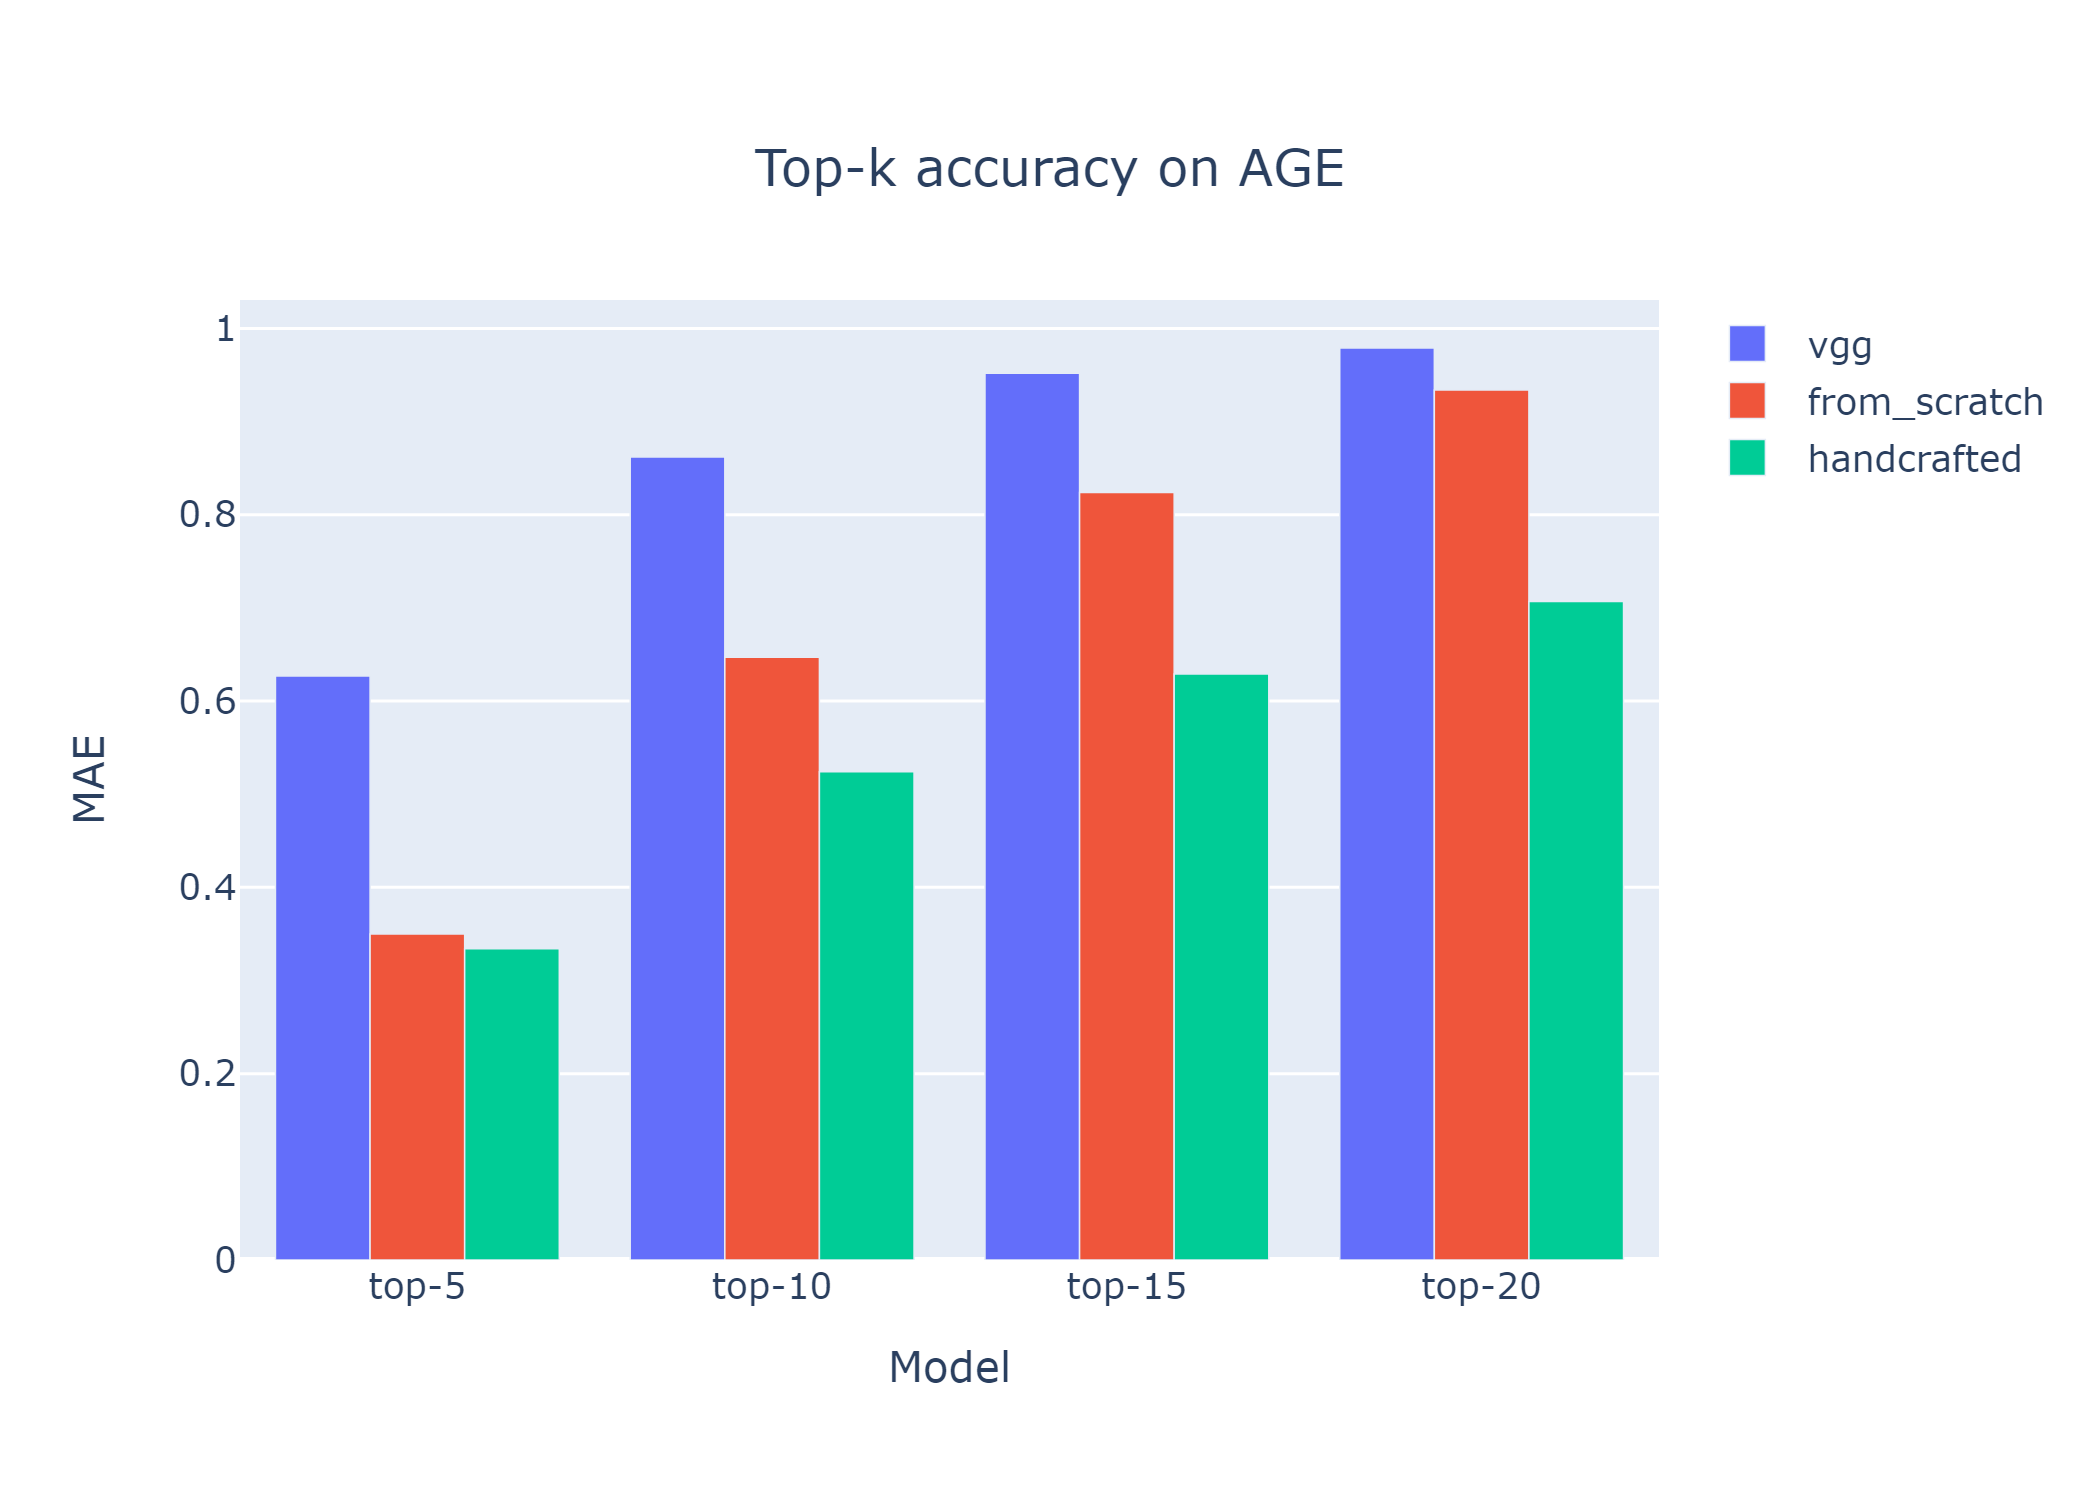 Top-k accuracy on AGE
1
0.8
0.6
0.4
0.2
0
MAE
top-5
top-10
top-15
top-20
Model
vgg
from_scratch
handcrafted